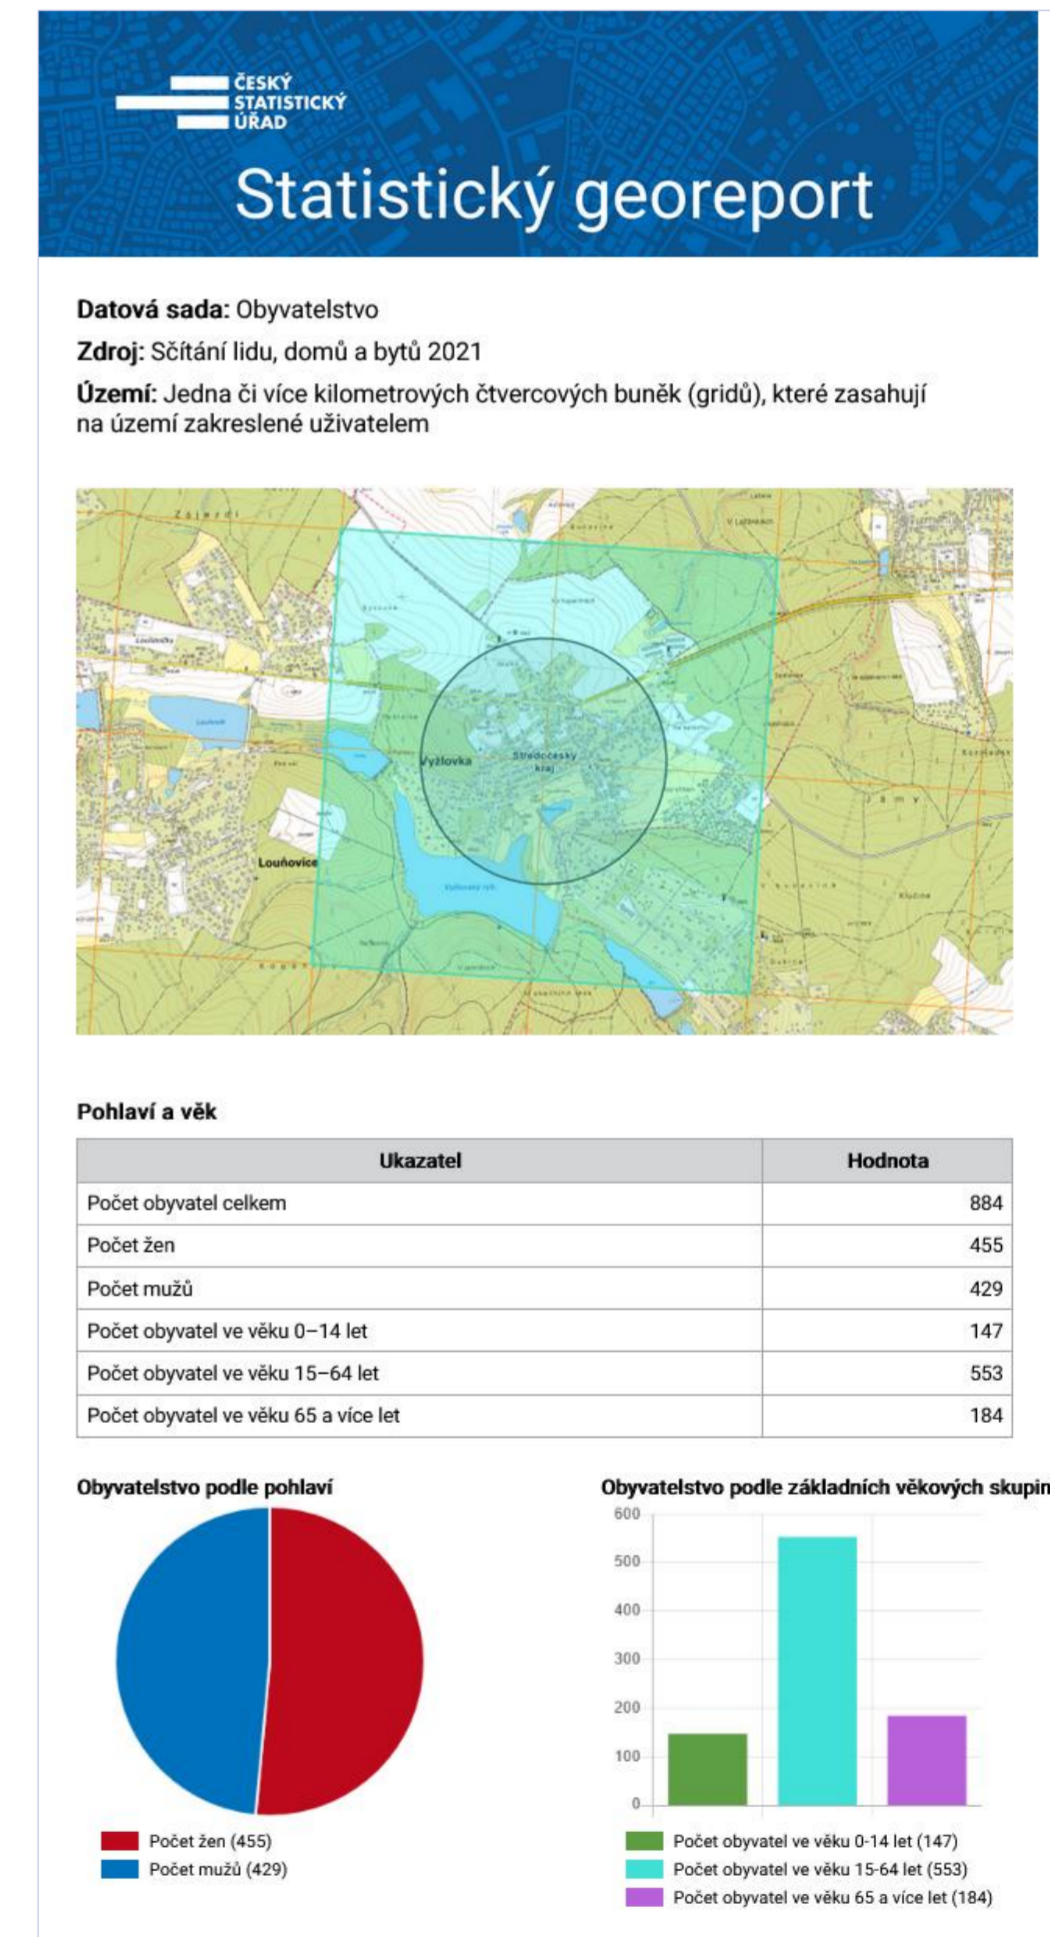 ČESKÝ
STATISTICKÝ
ÚŘAD
Statistický georeport
Datová sada: Obyvatelstvo
Zdroj: Sčítání lidu, domů a bytů 2021
Území: Jedna či více kilometrových čtvercových buněk (gridů), které zasahují
na území zakreslené uživatelem
Vyžlovka
Středočeský
kraj
Louňovice
Pohlaví a věk
Ukazatel Hodnota
Počet obyvatel celkem 884
Počet žen 455
Počet mužů 429
Počet obyvatel ve věku 0–14 let 147
Počet obyvatel ve věku 15–64 let 553
Počet obyvatel ve věku 65 a více let 184
Obyvatelstvo podle pohlaví
Počet žen (455)
Počet mužů (429)
Obyvatelstvo podle základních věkových skupin
600
500
400
300
200
100
0
Počet obyvatel ve věku 0-14 let (147)
Počet obyvatel ve věku 15-64 let (553)
Počet obyvatel ve věku 65 a více let (184)